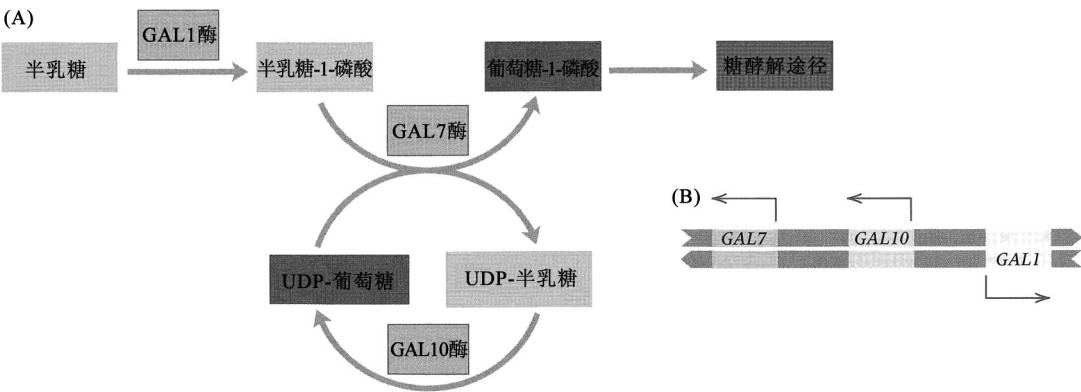 (A)
GAL1酶
半乳糖
半乳糖-1-磷酸
葡萄糖-1-磷酸
糖酵解途径
GAL7酶
UDP-葡萄糖
UDP-半乳糖
GAL10酶
(B)
GAL7
GAL10
GAL1